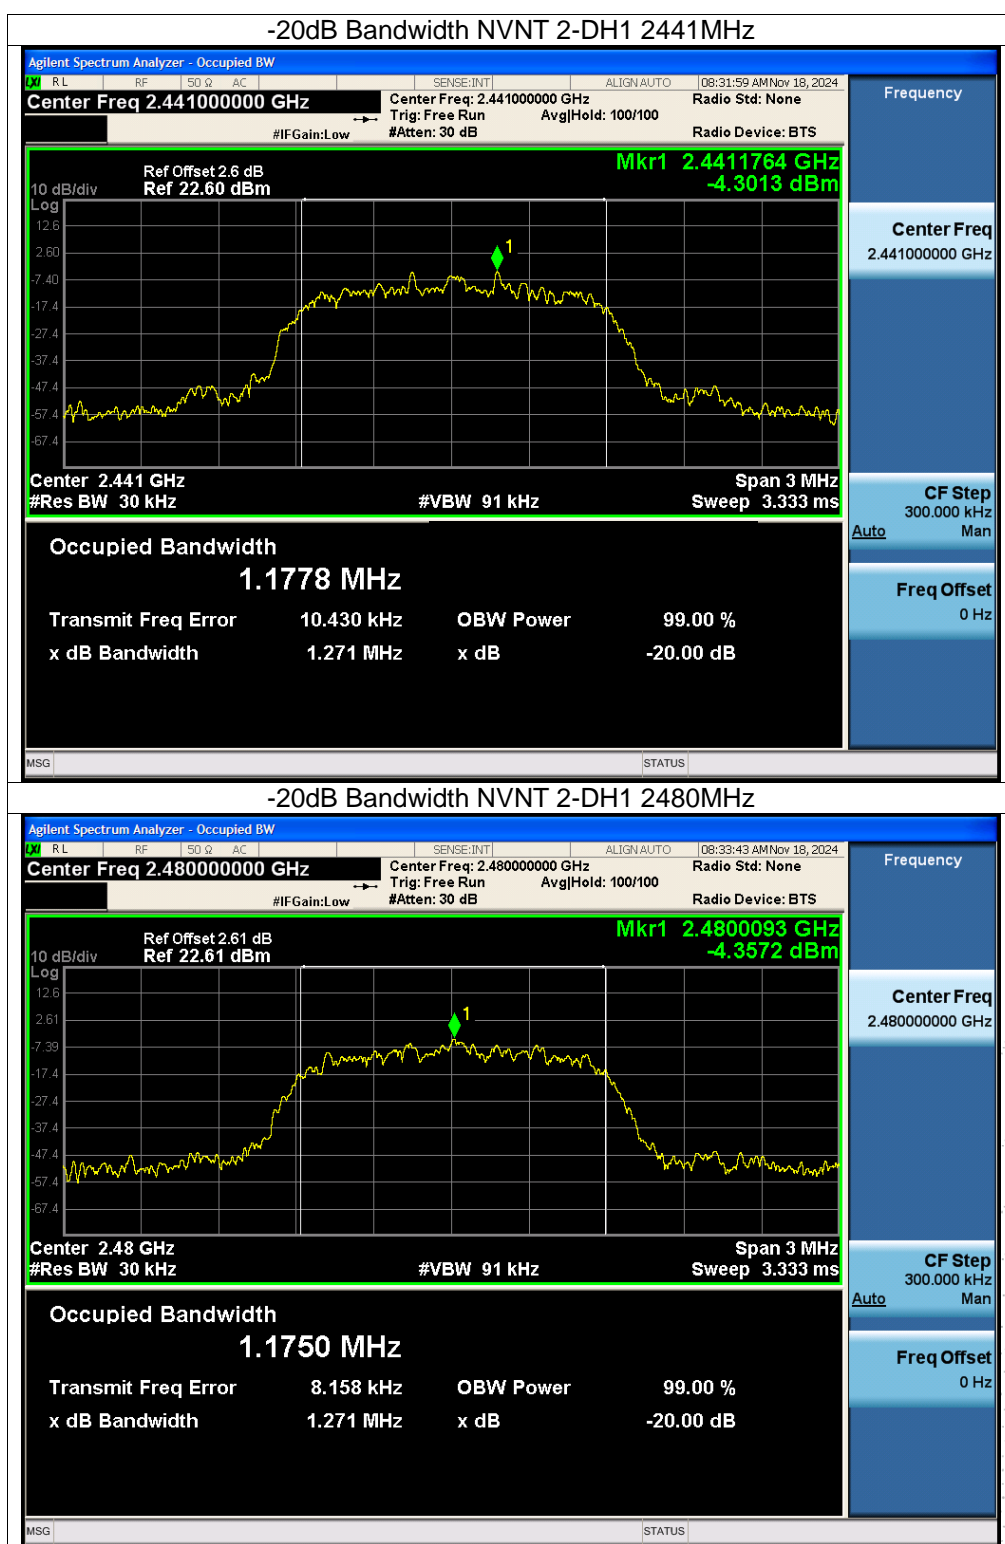 -20dB Bandwidth NVNT 2-DH1 2441MHz
Agilent Spectrum Analyzer - Occupied BW
LXI RL RF 50 Ω AC SENSE:INT ALIGN AUTO 08:31:59 AM Nov 18, 2024
Center Freq 2.441000000 GHz Center Freq: 2.441000000 GHz Radio Std: None Frequency
Trig: Free Run Avg|Hold: 100/100
#IFGain:Low #Atten: 30 dB Radio Device: BTS
Mkr1 2.4411764 GHz
Ref Offset 2.6 dB
10 dB/div Ref 22.60 dBm -4.3013 dBm
Log
12.6
2.60
-7.40
-17.4
-27.4
-37.4
-47.4
-57.4
-67.4
1
Center Freq
2.441000000 GHz
Center 2.441 GHz Span 3 MHz
#Res BW 30 kHz #VBW 91 kHz Sweep 3.333 ms
CF Step
300.000 kHz
Auto Man
Occupied Bandwidth
1.1778 MHz
Freq Offset
0 Hz
Transmit Freq Error 10.430 kHz OBW Power 99.00 %
x dB Bandwidth 1.271 MHz x dB -20.00 dB
MSG STATUS
-20dB Bandwidth NVNT 2-DH1 2480MHz
Agilent Spectrum Analyzer - Occupied BW
LXI RL RF 50 Ω AC SENSE:INT ALIGN AUTO 08:33:43 AM Nov 18, 2024
Center Freq 2.480000000 GHz Center Freq: 2.480000000 GHz Radio Std: None Frequency
Trig: Free Run Avg|Hold: 100/100
#IFGain:Low #Atten: 30 dB Radio Device: BTS
Mkr1 2.4800093 GHz
Ref Offset 2.61 dB
10 dB/div Ref 22.61 dBm -4.3572 dBm
Log
12.6
2.61
-7.39
-17.4
-27.4
-37.4
-47.4
-57.4
-67.4
1
Center Freq
2.480000000 GHz
Center 2.48 GHz Span 3 MHz
#Res BW 30 kHz #VBW 91 kHz Sweep 3.333 ms
CF Step
300.000 kHz
Auto Man
Occupied Bandwidth
1.1750 MHz
Freq Offset
0 Hz
Transmit Freq Error 8.158 kHz OBW Power 99.00 %
x dB Bandwidth 1.271 MHz x dB -20.00 dB
MSG STATUS